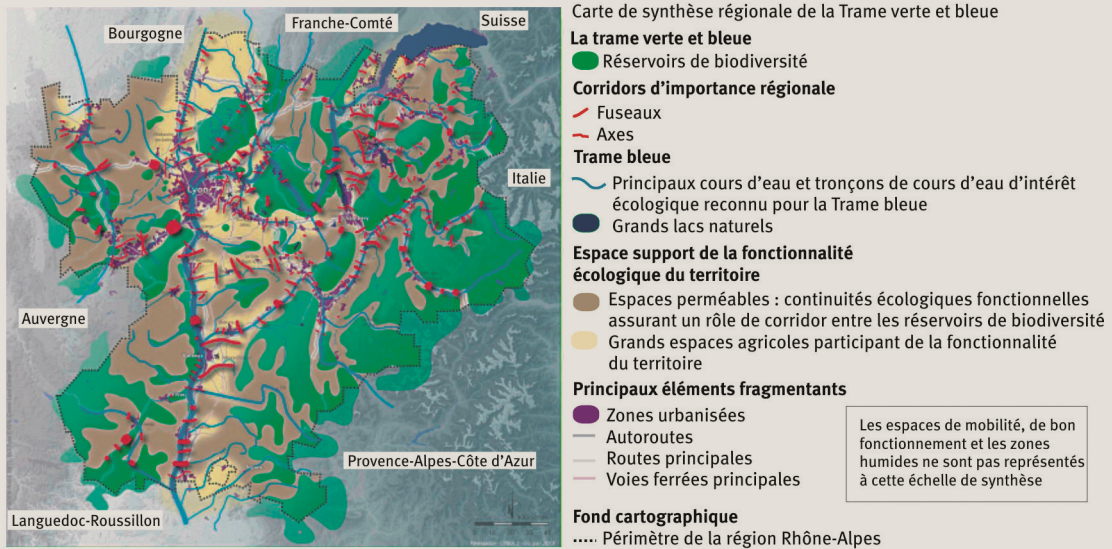 Bourgogne
Franche-Comté
Suisse
Italie
Lyon
Auvergne
Valence
Provence-Alpes-Côte d'Azur
Languedoc-Roussillon
Carte de synthèse régionale de la Trame verte et bleue
La trame verte et bleue
Réservoirs de biodiversité
Corridors d'importance régionale
Fuseaux
Axes
Trame bleue
Principaux cours d'eau et tronçons de cours d'eau d'intérêt
écologique reconnu pour la Trame bleue
Grands lacs naturels
Espace support de la fonctionnalité
écologique du territoire
Espaces perméables : continuités écologiques fonctionnelles
assurant un rôle de corridor entre les réservoirs de biodiversité
Grands espaces agricoles participant de la fonctionnalité
du territoire
Principaux éléments fragmentants
Zones urbanisées
Autoroutes
Routes principales
Voies ferrées principales
Les espaces de mobilité, de bon
fonctionnement et les zones
humides ne sont pas représentés
à cette échelle de synthèse
Fond cartographique
Périmètre de la région Rhône-Alpes